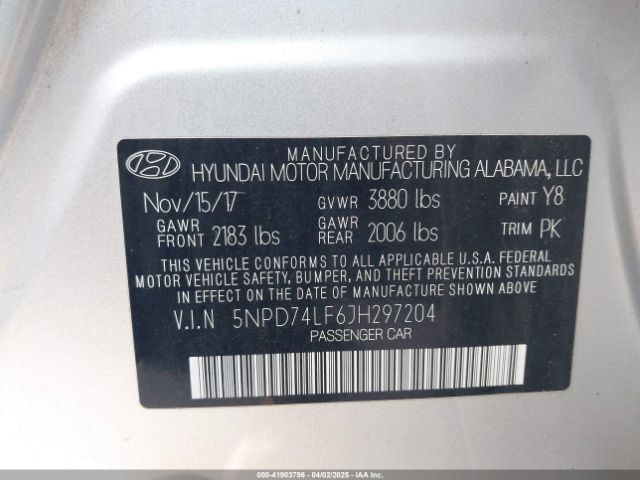 MANUFACTURED BY
HYUNDAI MOTOR MANUFACTURING ALABAMA, LLC
Nov/15/17 GVWR 3880 lbs PAINT Y8
GAWR FRONT 2183 lbs GAWR REAR 2006 lbs TRIM PK
THIS VEHICLE CONFORMS TO ALL APPLICABLE U.S.A. FEDERAL
MOTOR VEHICLE SAFETY, BUMPER, AND THEFT PREVENTION STANDARDS
IN EFFECT ON THE DATE OF MANUFACTURE SHOWN ABOVE
V.I.N 5NPD74LF6JH297204
PASSENGER CAR
000-41903796 - 04/02/2025 - IAAI.COM